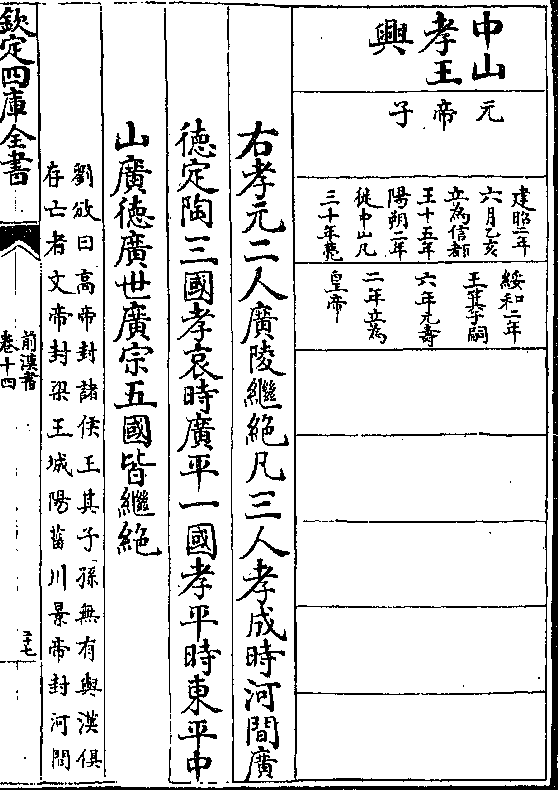 中山
孝王
興
元帝子
建昭二年
六月乙亥
立為信都
王十五年
陽朔二年
徙中山凡
三十年薨
綏和二年
王箕子嗣
六年元壽
二年立為
皇帝
右孝元二人廣陵繼絕凡三人孝成時河間廣
德定陶三國孝哀時廣平一國孝平時東平中
山廣德廣世廣宗五國皆繼絕
劉攽曰高帝封諸侯王其子孫無有與漢俱
存亡者文帝封梁王城陽菑川景帝封河間
欽定四庫全書
前漢書
卷十四